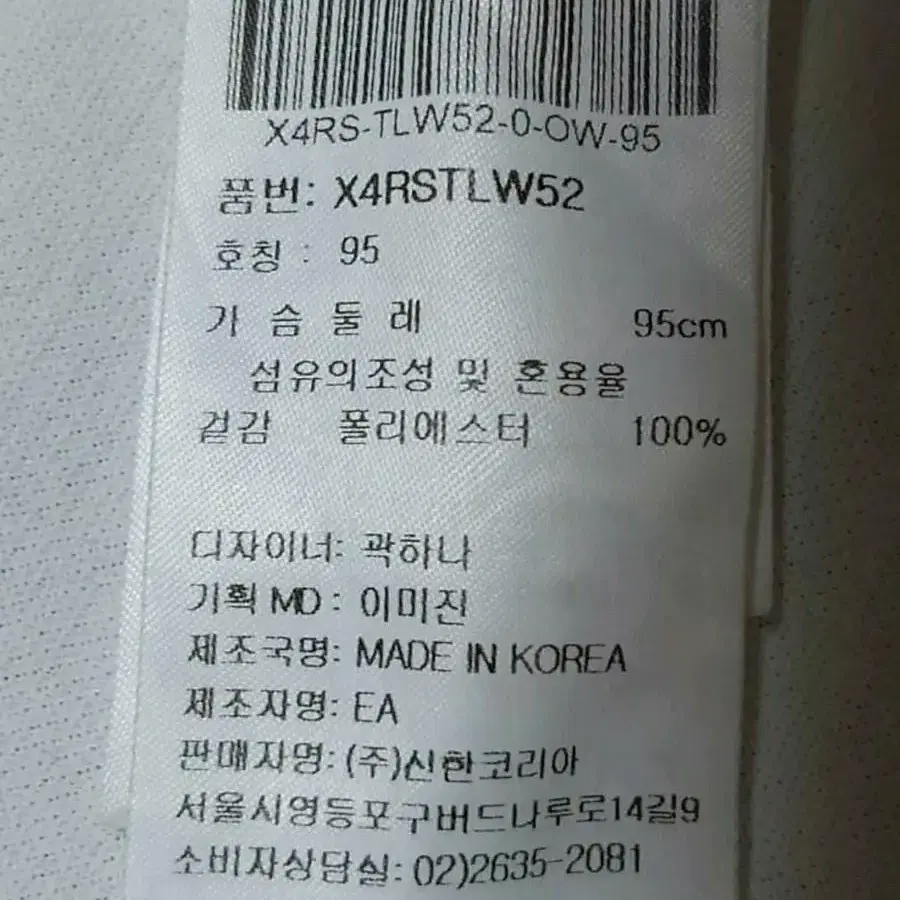 X4RS-TLW52-0-OW-95
품번: X4RSTLW52
호칭 : 95
가 슴 둘 레 95cm
섬유의조성 및 혼용율
겉감 폴리에스터 100%
디자이너: 곽하나
기획 MD : 이미진
제조국명: MADE IN KOREA
제조자명: EA
판매자명: (주)신한코리아
서울시영등포구버드나루로14길9
소비자상담실: 02)2635-2081